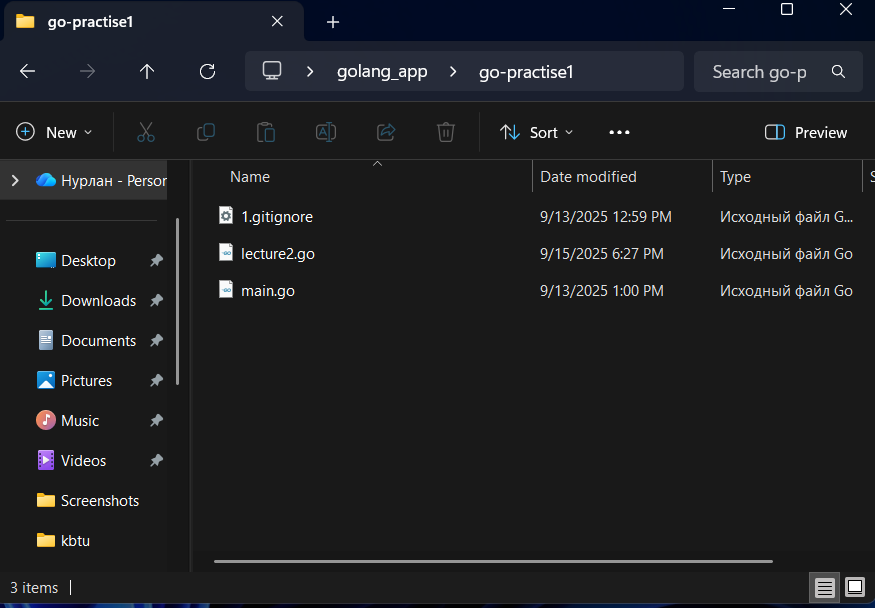 go-practise1
golang_app
go-practise1
Search go-p
New
Sort
Preview
Нурлан - Person
Name
Date modified
Type
S
1.gitignore 9/13/2025 12:59 PM Исходный файл G...
lecture2.go 9/15/2025 6:27 PM Исходный файл Go
main.go 9/13/2025 1:00 PM Исходный файл Go
Desktop
Downloads
Documents
Pictures
Music
Videos
Screenshots
kbtu
3 items